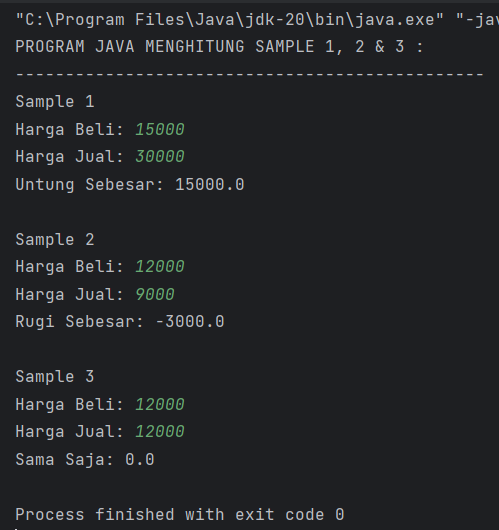 "C:\Program Files\Java\jdk-20\bin\java.exe" "-jav
PROGRAM JAVA MENGHITUNG SAMPLE 1, 2 & 3 :
-----------------------------------------------
Sample 1
Harga Beli: 15000
Harga Jual: 30000
Untung Sebesar: 15000.0
Sample 2
Harga Beli: 12000
Harga Jual: 9000
Rugi Sebesar: -3000.0
Sample 3
Harga Beli: 12000
Harga Jual: 12000
Sama Saja: 0.0
Process finished with exit code 0